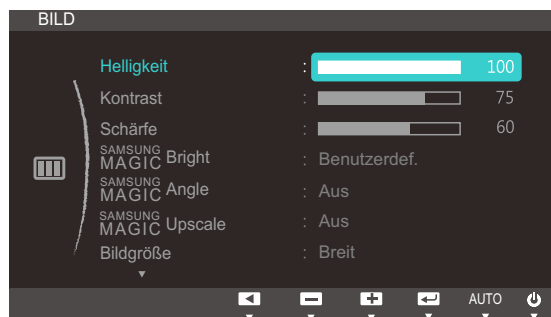 BILD
Helligkeit : 100
Kontrast : 75
Schärfe : 60
SAMSUNG MAGIC Bright : Benutzerdef.
SAMSUNG MAGIC Angle : Aus
SAMSUNG MAGIC Upscale : Aus
Bildgröße : Breit
AUTO